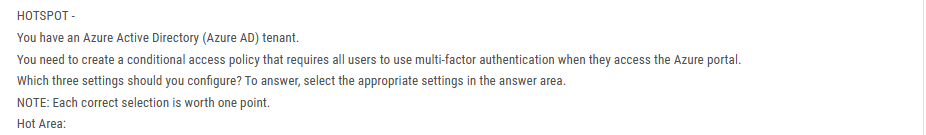 HOTSPOT -
You have an Azure Active Directory (Azure AD) tenant.
You need to create a conditional access policy that requires all users to use multi-factor authentication when they access the Azure portal.
Which three settings should you configure? To answer, select the appropriate settings in the answer area.
NOTE: Each correct selection is worth one point.
Hot Area: